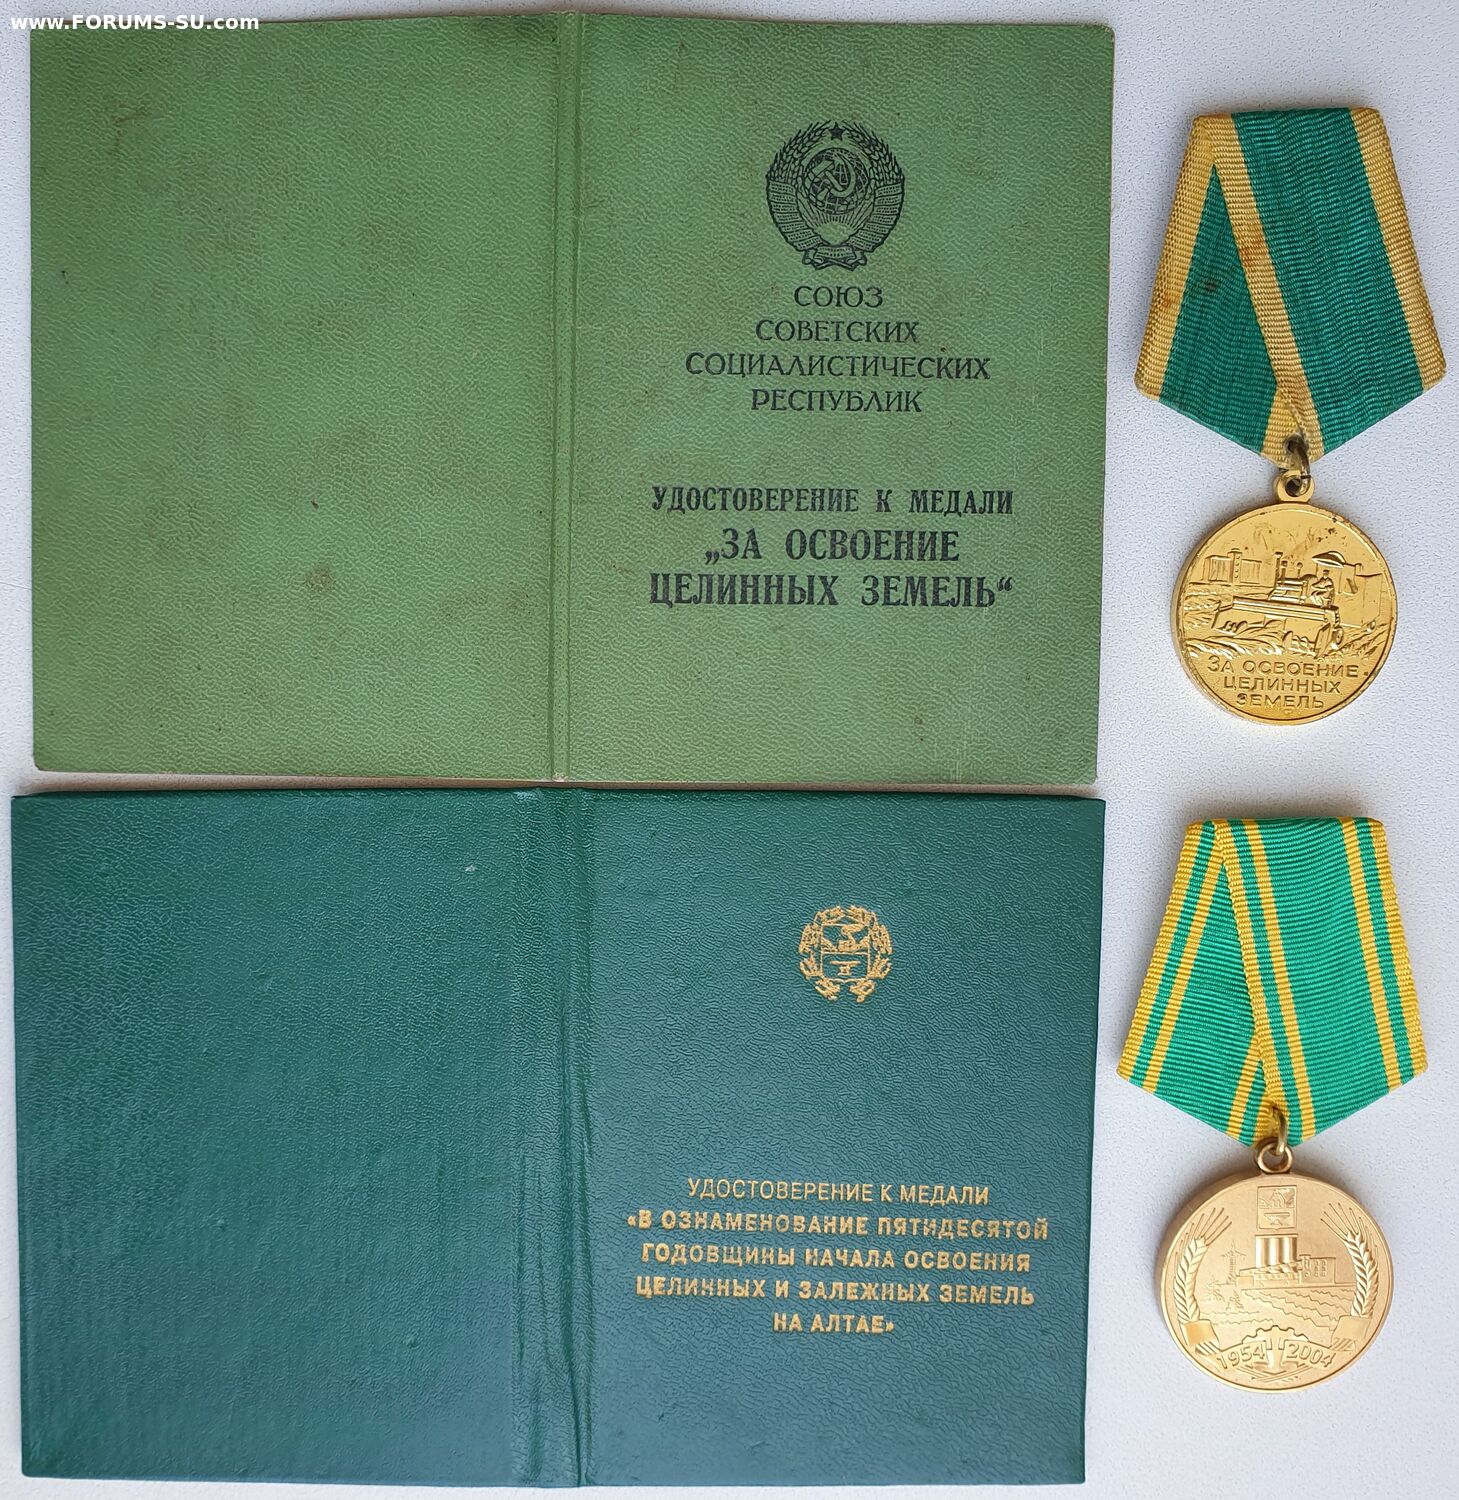 www.FORUMS-SU.com
СОЮЗ
СОВЕТСКИХ
СОЦИАЛИСТИЧЕСКИХ
РЕСПУБЛИК
УДОСТОВЕРЕНИЕ К МЕДАЛИ
„ЗА ОСВОЕНИЕ
ЦЕЛИННЫХ ЗЕМЕЛЬ“
ЗА ОСВОЕНИЕ
ЦЕЛИННЫХ
ЗЕМЕЛЬ
УДОСТОВЕРЕНИЕ К МЕДАЛИ
«В ОЗНАМЕНОВАНИЕ ПЯТИДЕСЯТОЙ
ГОДОВЩИНЫ НАЧАЛА ОСВОЕНИЯ
ЦЕЛИННЫХ И ЗАЛЕЖНЫХ ЗЕМЕЛЬ
НА АЛТАЕ»
1954 2004